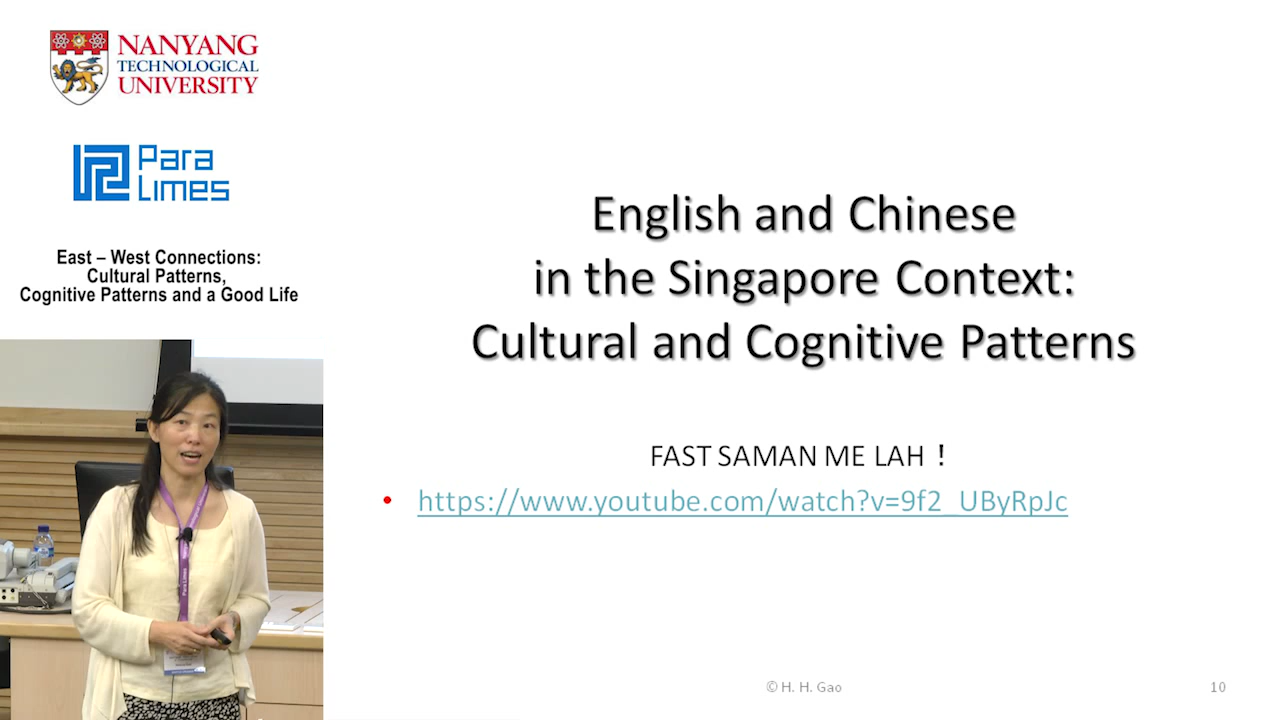 NANYANG
TECHNOLOGICAL
UNIVERSITY
Para
Limes
East – West Connections:
Cultural Patterns,
Cognitive Patterns and a Good Life
English and Chinese
in the Singapore Context:
Cultural and Cognitive Patterns
FAST SAMAN ME LAH！
• https://www.youtube.com/watch?v=9f2_UByRpJc
© H. H. Gao
10